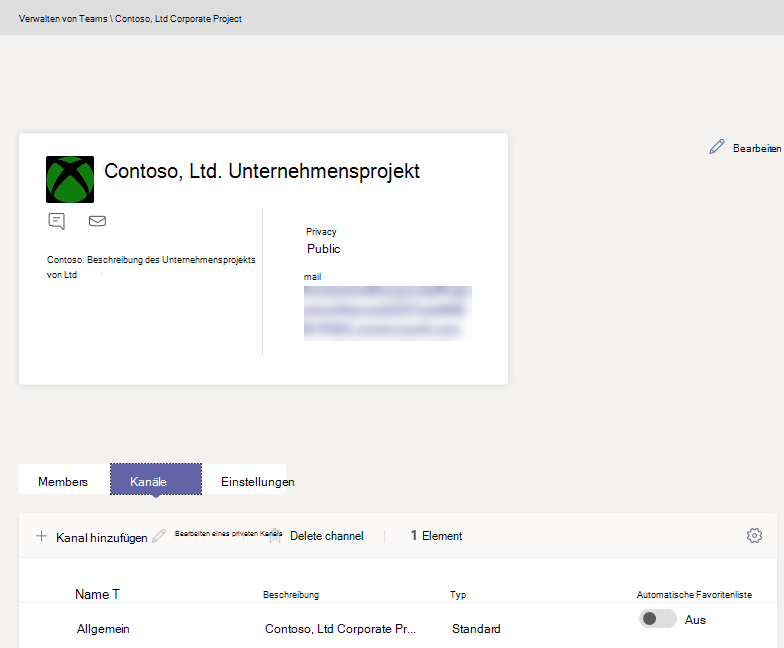 Verwalten von Teams \ Contoso, Ltd Corporate Project
Bearbeiten
Contoso, Ltd. Unternehmensprojekt
Contoso. Beschreibung des Unternehmensprojekts
von Ltd
Privacy
Public
mail
Members Kanäle Einstellungen
Kanal hinzufügen Bearbeiten eines privaten Kanals Delete channel 1 Element
Name T Beschreibung Typ Automatische Favoritenliste
Allgemein Contoso, Ltd Corporate Pr... Standard Aus